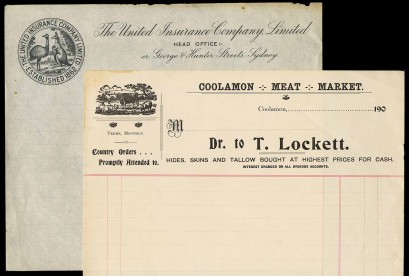 The United Insurance Company, Limited
HEAD OFFICE:-
cr George & Hunter Streets, Sydney.
THE UNITED INSURANCE COMPANY LIMITED
ESTABLISHED 1862
COOLAMON MEAT MARKET.
Coolamon, 190
M
TERMS, MONTHLY.
Dr. to T. Lockett.
Country Orders . . .
Promptly Attended to.
HIDES, SKINS AND TALLOW BOUGHT AT HIGHEST PRICES FOR CASH.
INTEREST CHARGED ON ALL OVERDUE ACCOUNTS.